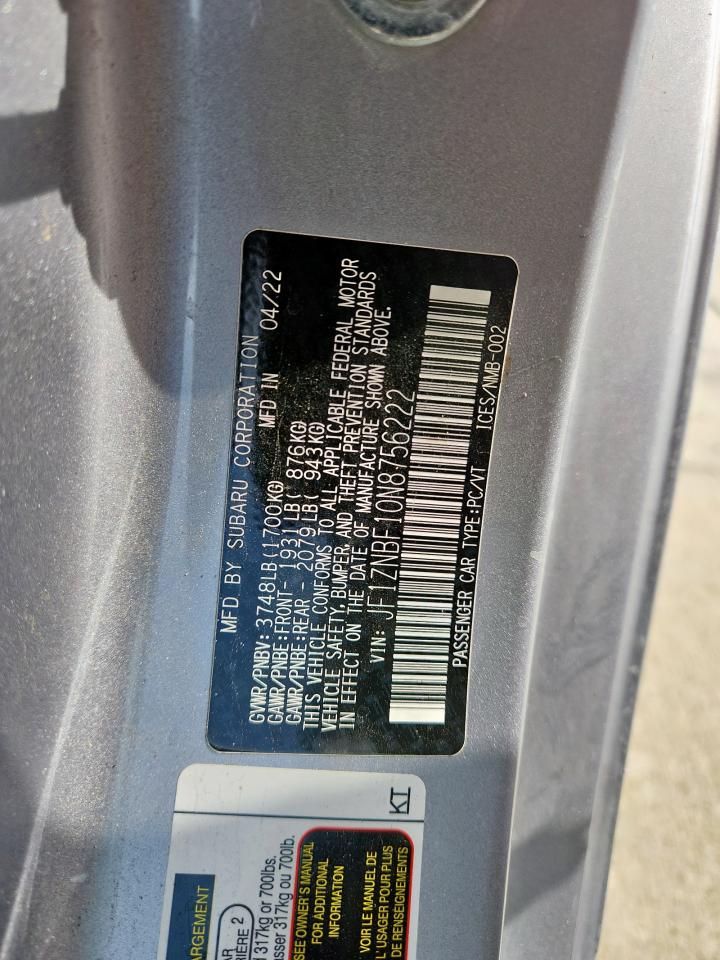 MFD BY SUBARU CORPORATION 04/22
MFD IN
GVWR/PNBV: 3748LB(1700KG)
GAWR/PNBE:FRONT- 1931LB( 876KG)
GAWR/PNBE:REAR - 2079LB( 943KG)
THIS VEHICLE CONFORMS TO ALL APPLICABLE FEDERAL MOTOR
VEHICLE SAFETY, BUMPER, AND THEFT PREVENTION STANDARDS
IN EFFECT ON THE DATE OF MANUFACTURE SHOWN ABOVE.
VIN: JF1ZNBF10N8756222
PASSENGER CAR TYPE:PC/VT ICES/NMB-002
ARGEMENT
RIÈRE 2
317kg or 700lbs.
asser 317kg ou 700lb.
SEE OWNER'S MANUAL
FOR ADDITIONAL
INFORMATION
VOIR LE MANUEL DE
L'USAGER POUR PLUS
DE RENSEIGNEMENTS
KT